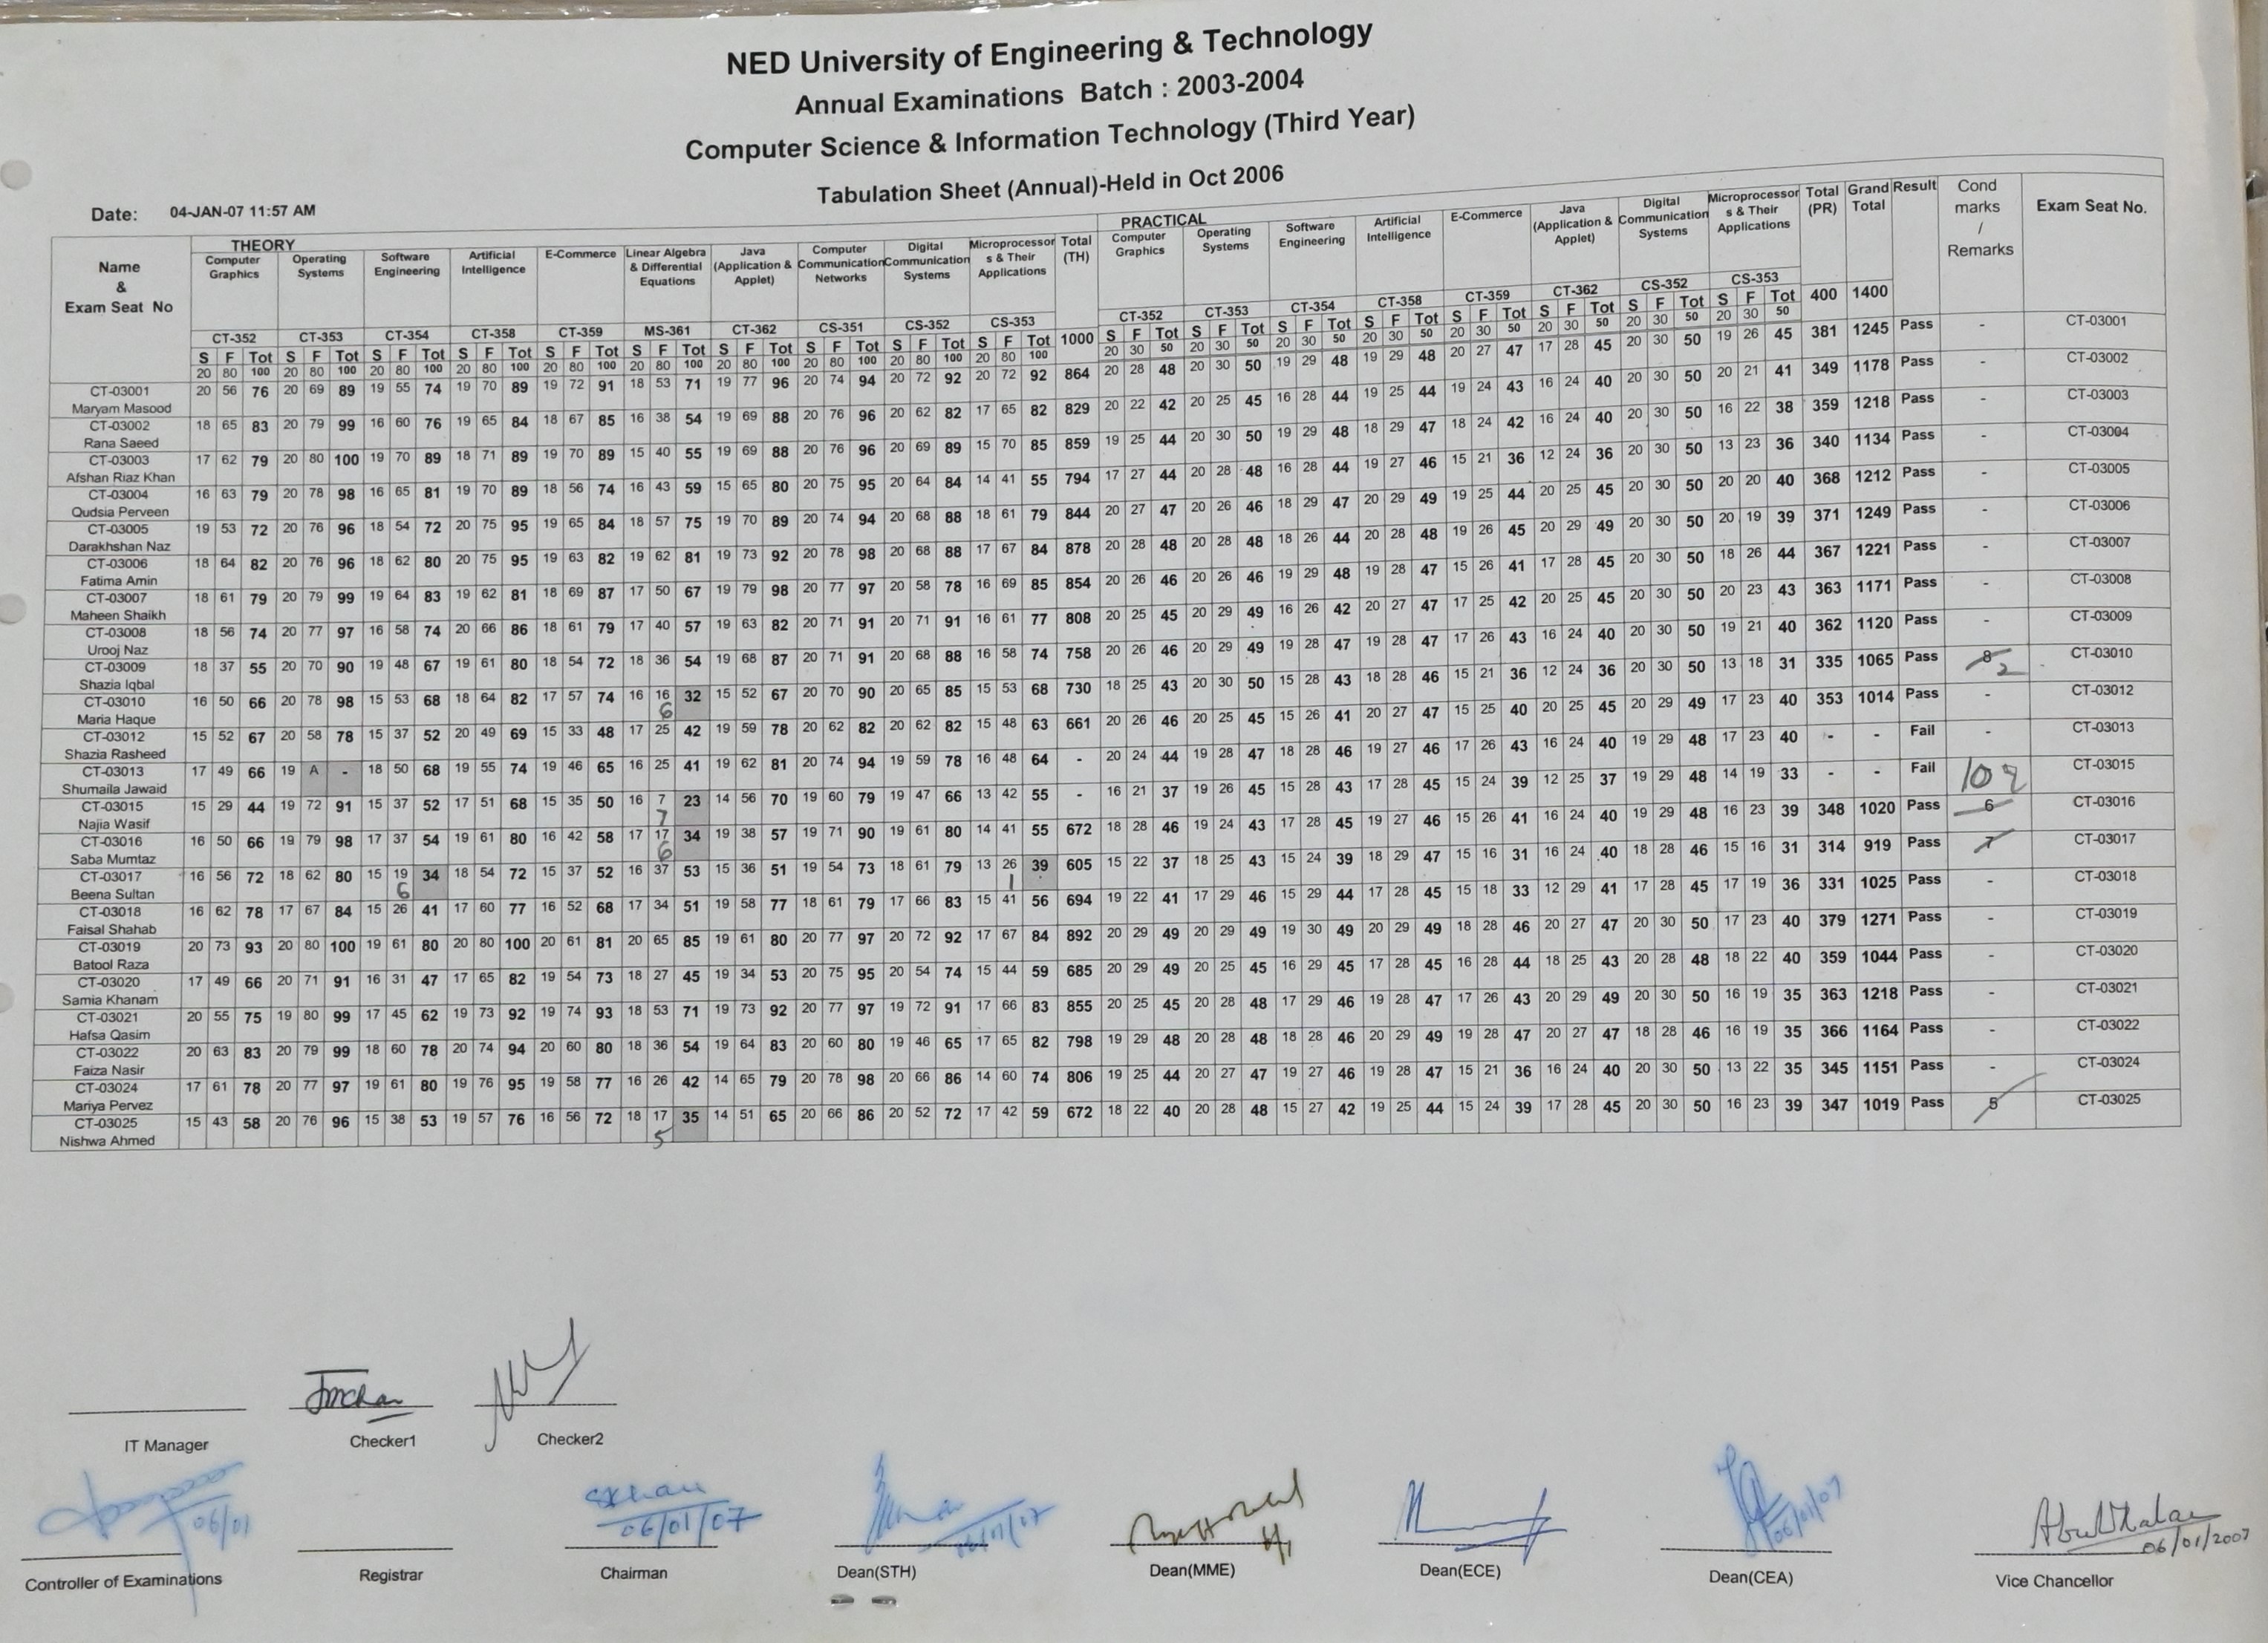 NED University of Engineering & Technology
Annual Examinations Batch : 2003-2004
Computer Science & Information Technology (Third Year)
Tabulation Sheet (Annual)-Held in Oct 2006
Date: 04-JAN-07 11:57 AM
Name & Exam Seat No THEORY PRACTICAL Total (PR) Grand Total Result Cond marks / Remarks Exam Seat No.
Computer Graphics Operating Systems Software Engineering Artificial Intelligence E-Commerce Linear Algebra & Differential Equations Java (Application & Applet) Computer Communication Networks Digital Communication Systems Microprocessor s & Their Applications Total (TH) Computer Graphics Operating Systems Software Engineering Artificial Intelligence E-Commerce Java (Application & Applet) Digital Communication Systems Microprocessor s & Their Applications
CT-352 CT-353 CT-354 CT-358 CT-359 MS-361 CT-362 CS-351 CS-352 CS-353 CT-352 CT-353 CT-354 CT-358 CT-359 CT-362 CS-352 CS-353
S F Tot S F Tot S F Tot S F Tot S F Tot S F Tot S F Tot S F Tot S F Tot S F Tot 1000 S F Tot S F Tot S F Tot S F Tot S F Tot S F Tot S F Tot S F Tot 400 1400
20 80 100 20 80 100 20 80 100 20 80 100 20 80 100 20 80 100 20 80 100 20 80 100 20 80 100 20 80 100 20 30 50 20 30 50 20 30 50 20 30 50 20 30 50 20 30 50 20 30 50 20 30 50
CT-03001 20 56 76 20 69 89 19 55 74 19 70 89 19 72 91 18 53 71 19 77 96 20 74 94 20 72 92 20 72 92 864 20 28 48 20 30 50 19 29 48 19 29 48 20 27 47 17 28 45 20 30 50 19 26 45 381 1245 Pass - CT-03001
Maryam Masood
CT-03002 18 65 83 20 79 99 16 60 76 19 65 84 18 67 85 16 38 54 19 69 88 20 76 96 20 62 82 17 65 82 829 20 22 42 20 25 45 16 28 44 19 25 44 19 24 43 16 24 40 20 30 50 20 21 41 349 1178 Pass - CT-03002
Rana Saeed
CT-03003 17 62 79 20 80 100 19 70 89 18 71 89 19 70 89 15 40 55 19 69 88 20 76 96 20 69 89 15 70 85 859 19 25 44 20 30 50 19 29 48 18 29 47 18 24 42 16 24 40 20 30 50 16 22 38 359 1218 Pass - CT-03003
Afshan Riaz Khan
CT-03004 16 63 79 20 78 98 16 65 81 19 70 89 18 56 74 16 43 59 15 65 80 20 75 95 20 64 84 14 41 55 794 17 27 44 20 28 48 16 28 44 19 27 46 15 21 36 12 24 36 20 30 50 13 23 36 340 1134 Pass - CT-03004
Qudsia Perveen
CT-03005 19 53 72 20 76 96 18 54 72 20 75 95 19 65 84 18 57 75 19 70 89 20 74 94 20 68 88 18 61 79 844 20 27 47 20 26 46 18 29 47 20 29 49 19 25 44 20 25 45 20 30 50 20 20 40 368 1212 Pass - CT-03005
Darakhshan Naz
CT-03006 18 64 82 20 76 96 18 62 80 20 75 95 19 63 82 19 62 81 19 73 92 20 78 98 20 68 88 17 67 84 878 20 28 48 20 28 48 18 26 44 20 28 48 19 26 45 20 29 49 20 30 50 20 19 39 371 1249 Pass - CT-03006
Fatima Amin
CT-03007 18 61 79 20 79 99 19 64 83 19 62 81 18 69 87 17 50 67 19 79 98 20 77 97 20 58 78 16 69 85 854 20 26 46 20 26 46 19 29 48 19 28 47 15 26 41 17 28 45 20 30 50 18 26 44 367 1221 Pass - CT-03007
Maheen Shaikh
CT-03008 18 56 74 20 77 97 16 58 74 20 66 86 18 61 79 17 40 57 19 63 82 20 71 91 20 71 91 16 61 77 808 20 25 45 20 29 49 16 26 42 20 27 47 17 25 42 20 25 45 20 30 50 20 23 43 363 1171 Pass - CT-03008
Urooj Naz
CT-03009 18 37 55 20 70 90 19 48 67 19 61 80 18 54 72 18 36 54 19 68 87 20 71 91 20 68 88 16 58 74 758 20 26 46 20 29 49 19 28 47 19 28 47 17 26 43 16 24 40 20 30 50 19 21 40 362 1120 Pass - CT-03009
Shazia Iqbal
CT-03010 16 50 66 20 78 98 15 53 68 18 64 82 17 57 74 16 16 32 15 52 67 20 70 90 20 65 85 15 53 68 730 18 25 43 20 30 50 15 28 43 18 28 46 15 21 36 12 24 36 20 30 50 13 18 31 335 1065 Pass 8 2 CT-03010
Maria Haque 6
CT-03012 15 52 67 20 58 78 15 37 52 20 49 69 15 33 48 17 25 42 19 59 78 20 62 82 20 62 82 15 48 63 661 20 26 46 20 25 45 15 26 41 20 27 47 15 25 40 20 25 45 20 29 49 17 23 40 353 1014 Pass - CT-03012
Shazia Rasheed
CT-03013 17 49 66 19 A - 18 50 68 19 55 74 19 46 65 16 25 41 19 62 81 20 74 94 19 59 78 16 48 64 - 20 24 44 19 28 47 18 28 46 19 27 46 17 26 43 16 24 40 19 29 48 17 23 40 - - Fail - CT-03013
Shumaila Jawaid
CT-03015 15 29 44 19 72 91 15 37 52 17 51 68 15 35 50 16 7 23 14 56 70 19 60 79 19 47 66 13 42 55 - 16 21 37 19 26 45 15 28 43 17 28 45 15 24 39 12 25 37 19 29 48 14 19 33 - - Fail CT-03015
Najia Wasif 7
CT-03016 16 50 66 19 79 98 17 37 54 19 61 80 16 42 58 17 17 34 19 38 57 19 71 90 19 61 80 14 41 55 672 18 28 46 19 24 43 17 28 45 19 27 46 15 26 41 16 24 40 19 29 48 16 23 39 348 1020 Pass 6 CT-03016
Saba Mumtaz 6
CT-03017 16 56 72 18 62 80 15 19 34 18 54 72 15 37 52 16 37 53 15 36 51 19 54 73 18 61 79 13 26 39 605 15 22 37 18 25 43 15 24 39 18 29 47 15 16 31 16 24 40 18 28 46 15 16 31 314 919 Pass 7 CT-03017
Beena Sultan 6 1
CT-03018 16 62 78 17 67 84 15 26 41 17 60 77 16 52 68 17 34 51 19 58 77 18 61 79 17 66 83 15 41 56 694 19 22 41 17 29 46 15 29 44 17 28 45 15 18 33 12 29 41 17 28 45 17 19 36 331 1025 Pass - CT-03018
Faisal Shahab
CT-03019 20 73 93 20 80 100 19 61 80 20 80 100 20 61 81 20 65 85 19 61 80 20 77 97 20 72 92 17 67 84 892 20 29 49 20 29 49 19 30 49 20 29 49 18 28 46 20 27 47 20 30 50 17 23 40 379 1271 Pass - CT-03019
Batool Raza
CT-03020 17 49 66 20 71 91 16 31 47 17 65 82 19 54 73 18 27 45 19 34 53 20 75 95 20 54 74 15 44 59 685 20 29 49 20 25 45 16 29 45 17 28 45 16 28 44 18 25 43 20 28 48 18 22 40 359 1044 Pass - CT-03020
Samia Khanam
CT-03021 20 55 75 19 80 99 17 45 62 19 73 92 19 74 93 18 53 71 19 73 92 20 77 97 19 72 91 17 66 83 855 20 25 45 20 28 48 17 29 46 19 28 47 17 26 43 20 29 49 20 30 50 16 19 35 363 1218 Pass - CT-03021
Hafsa Qasim
CT-03022 20 63 83 20 79 99 18 60 78 20 74 94 20 60 80 18 36 54 19 64 83 20 60 80 19 46 65 17 65 82 798 19 29 48 20 28 48 18 28 46 20 29 49 19 28 47 20 27 47 18 28 46 16 19 35 366 1164 Pass - CT-03022
Faiza Nasir
CT-03024 17 61 78 20 77 97 19 61 80 19 76 95 19 58 77 16 26 42 14 65 79 20 78 98 20 66 86 14 60 74 806 19 25 44 20 27 47 19 27 46 19 28 47 15 21 36 16 24 40 20 30 50 13 22 35 345 1151 Pass - CT-03024
Mariya Pervez
CT-03025 15 43 58 20 76 96 15 38 53 19 57 76 16 56 72 18 17 35 14 51 65 20 66 86 20 52 72 17 42 59 672 18 22 40 20 28 48 15 27 42 19 25 44 15 24 39 17 28 45 20 30 50 16 23 39 347 1019 Pass 5 CT-03025
Nishwa Ahmed 5
IT Manager Checker1 Checker2
06/01 06/01/07 06/01/07 06/01/2007
Controller of Examinations Registrar Chairman Dean(STH) Dean(MME) Dean(ECE) Dean(CEA) Vice Chancellor